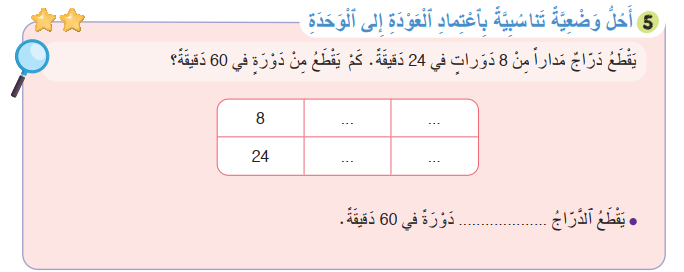 5 أَحُلُّ وَضْعِيَّةً تَناسُبِيَّةً بِٱعْتِمادِ ٱلْعَوْدَةِ إِلى ٱلْوَحْدَةِ
يَقْطَعُ دَرّاجٌ مَداراً مِنْ 8 دَوَراتٍ في 24 دَقيقَةً. كَمْ يَقْطَعُ مِنْ دَوْرَةٍ في 60 دَقيقَةً؟
8 ... ...
24 ... ...
• يَقْطَعُ ٱلدَّرّاجُ .................... دَوْرَةً في 60 دَقيقَةً.